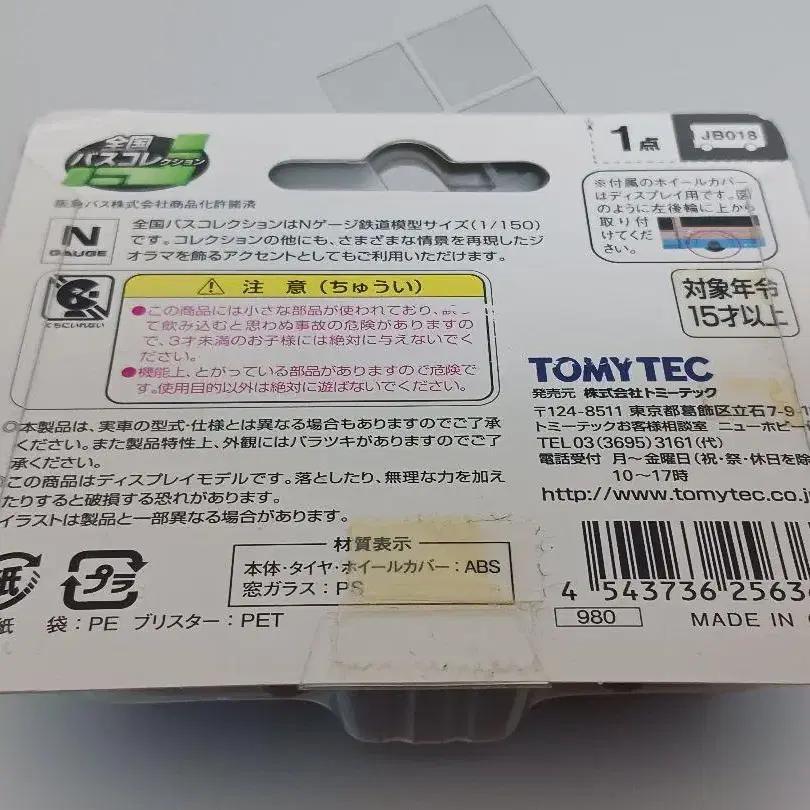 全国
バスコレクション
阪急バス株式会社商品化許諾済
1点
JB018
N
GAUGE
全国バスコレクションはNゲージ鉄道模型サイズ(1/150)
です。コレクションの他にも、さまざまな情景を再現したジ
オラマを飾るアクセントとしてもご利用いただけます。
※付属のホイールカバー
はディスプレイ用です。図
のように左後輪に上から
取り付
けてくだ
さい。
くちにいれない
注 意 (ちゅうい)
●この商品には小さな部品が使われており、誤っ
て飲み込むと思わぬ事故の危険がありますの
で、3才未満のお子様には絶対に与えないでく
ださい。
●機能上、とがっている部品がありますので危険で
す。使用目的以外は絶対に遊ばないでください。
対象年令
15才以上
TOMYTEC
発売元 株式会社トミーテック
〒124-8511 東京都葛飾区立石7-9-1
トミーテックお客様相談室 ニューホビー
TEL03(3695)3161(代)
電話受付 月〜金曜日(祝・祭・休日を除
10〜17時
http://www.tomytec.co.j
◎本製品は、実車の型式・仕様とは異なる場合もありますのでご了承
ください。また製品特性上、外観にはバラツキがありますのでご了
承ください。
この商品はディスプレイモデルです。落としたり、無理な力を加え
たりすると破損する恐れがあります。
イラストは製品と一部異なる場合があります。
紙
プラ
紙 袋:PE ブリスター:PET
材質表示
本体・タイヤ・ホイールカバー:ABS
窓ガラス:PS
4 543736 2563
980
MADE IN